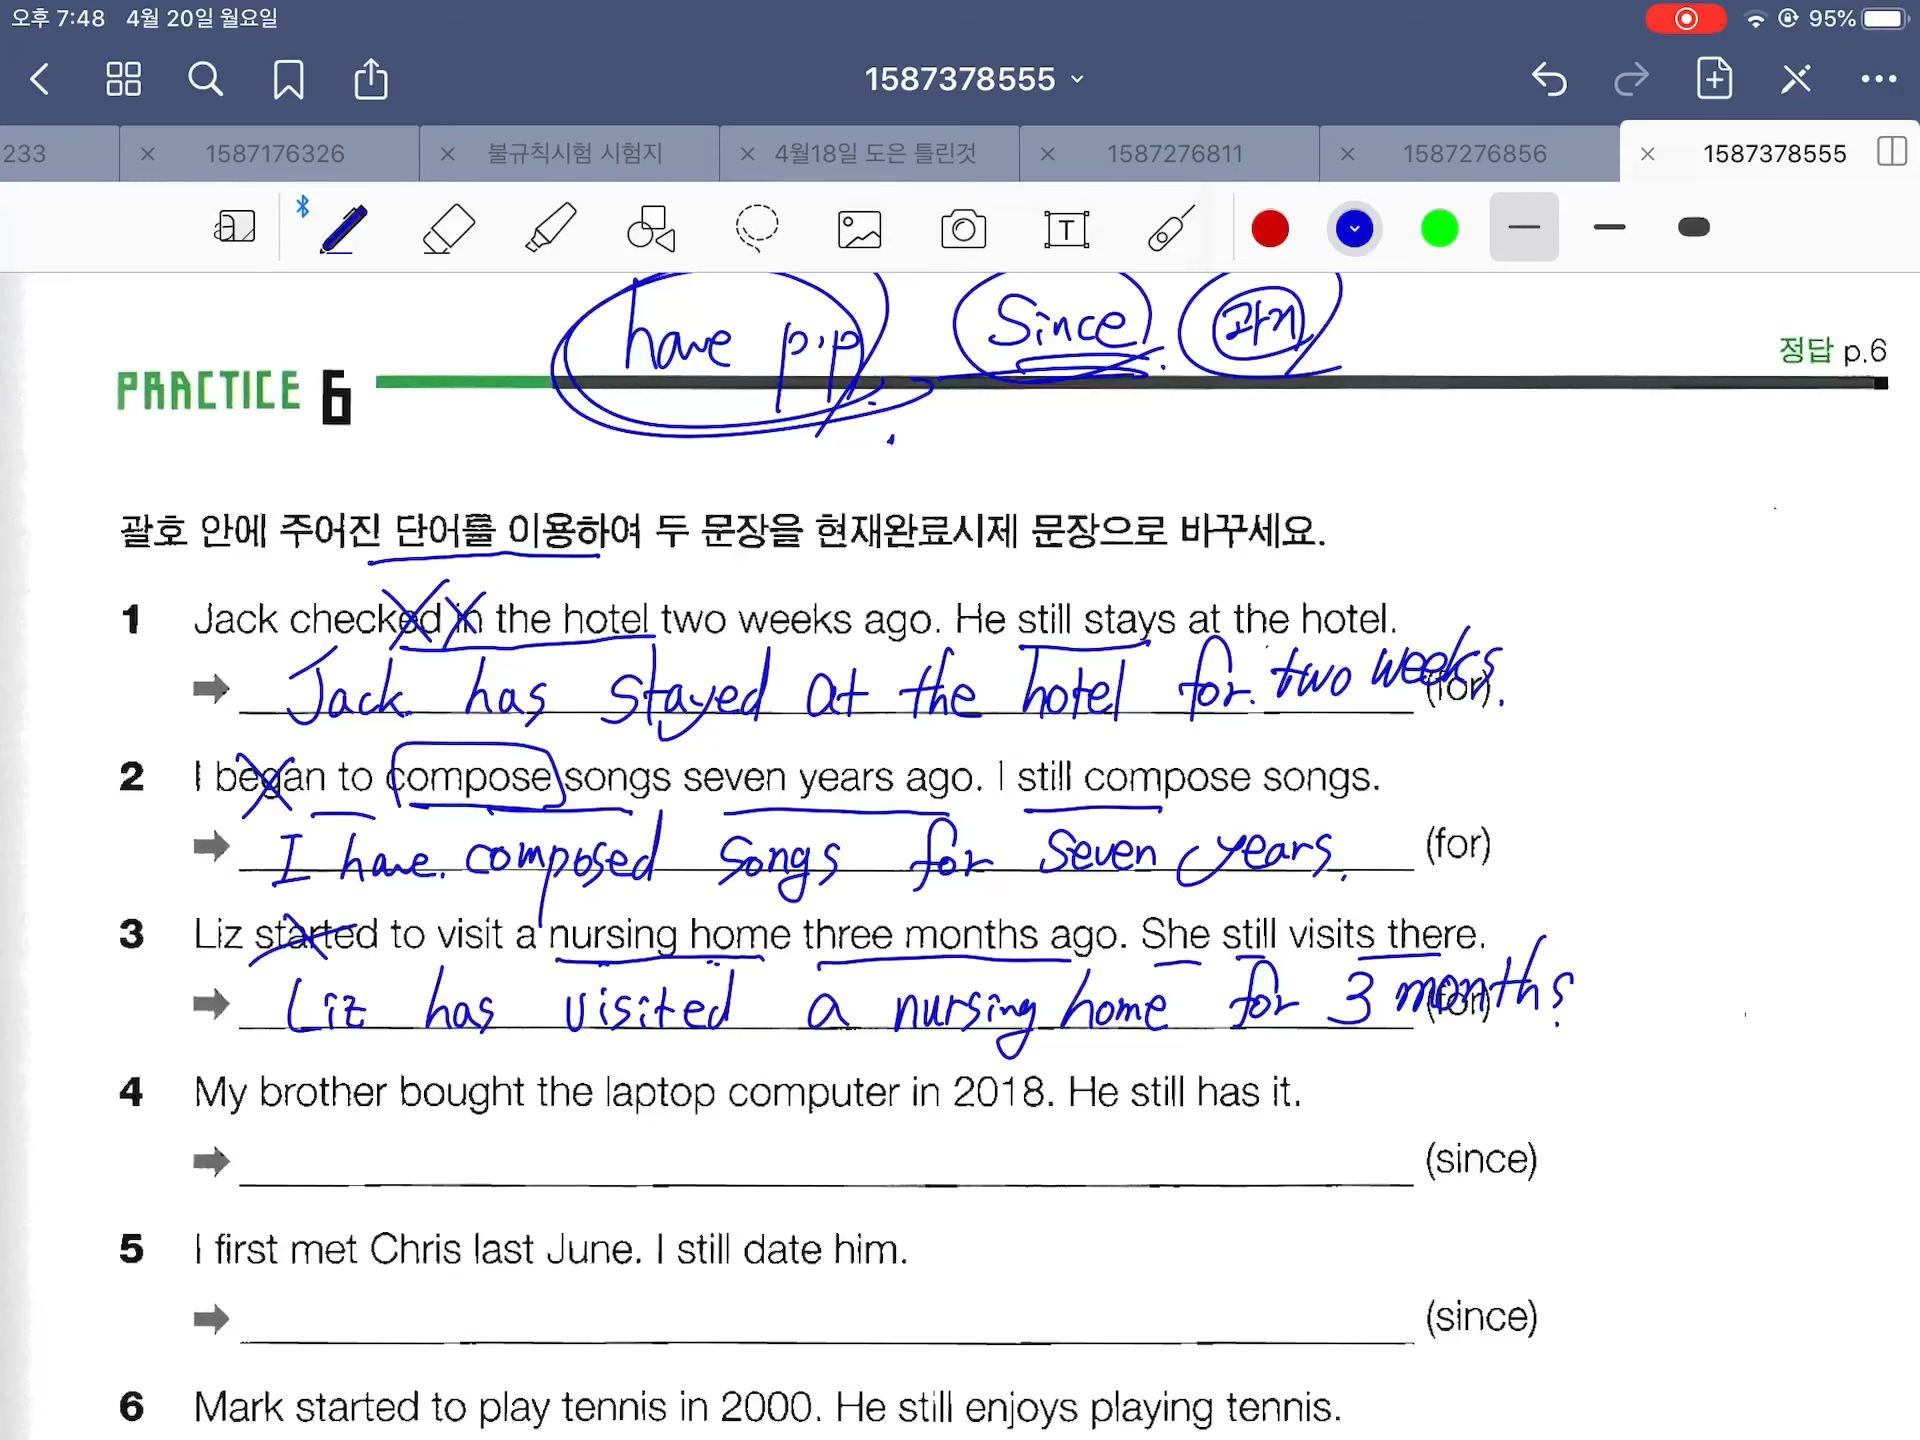 오후 7:48 4월 20일 월요일 95%
1587378555
233 1587176326 불규칙시험 시험지 4월18일 도은 틀린것 1587276811 1587276856 1587378555
have p.p Since 과거
정답 p.6
PRACTICE 6
괄호 안에 주어진 단어를 이용하여 두 문장을 현재완료시제 문장으로 바꾸세요.
1 Jack checked in the hotel two weeks ago. He still stays at the hotel.
Jack has stayed at the hotel for two weeks. (for)
2 I began to compose songs seven years ago. I still compose songs.
I have composed songs for seven years. (for)
3 Liz started to visit a nursing home three months ago. She still visits there.
Liz has visited a nursing home for 3 months. (for)
4 My brother bought the laptop computer in 2018. He still has it.
(since)
5 I first met Chris last June. I still date him.
(since)
6 Mark started to play tennis in 2000. He still enjoys playing tennis.